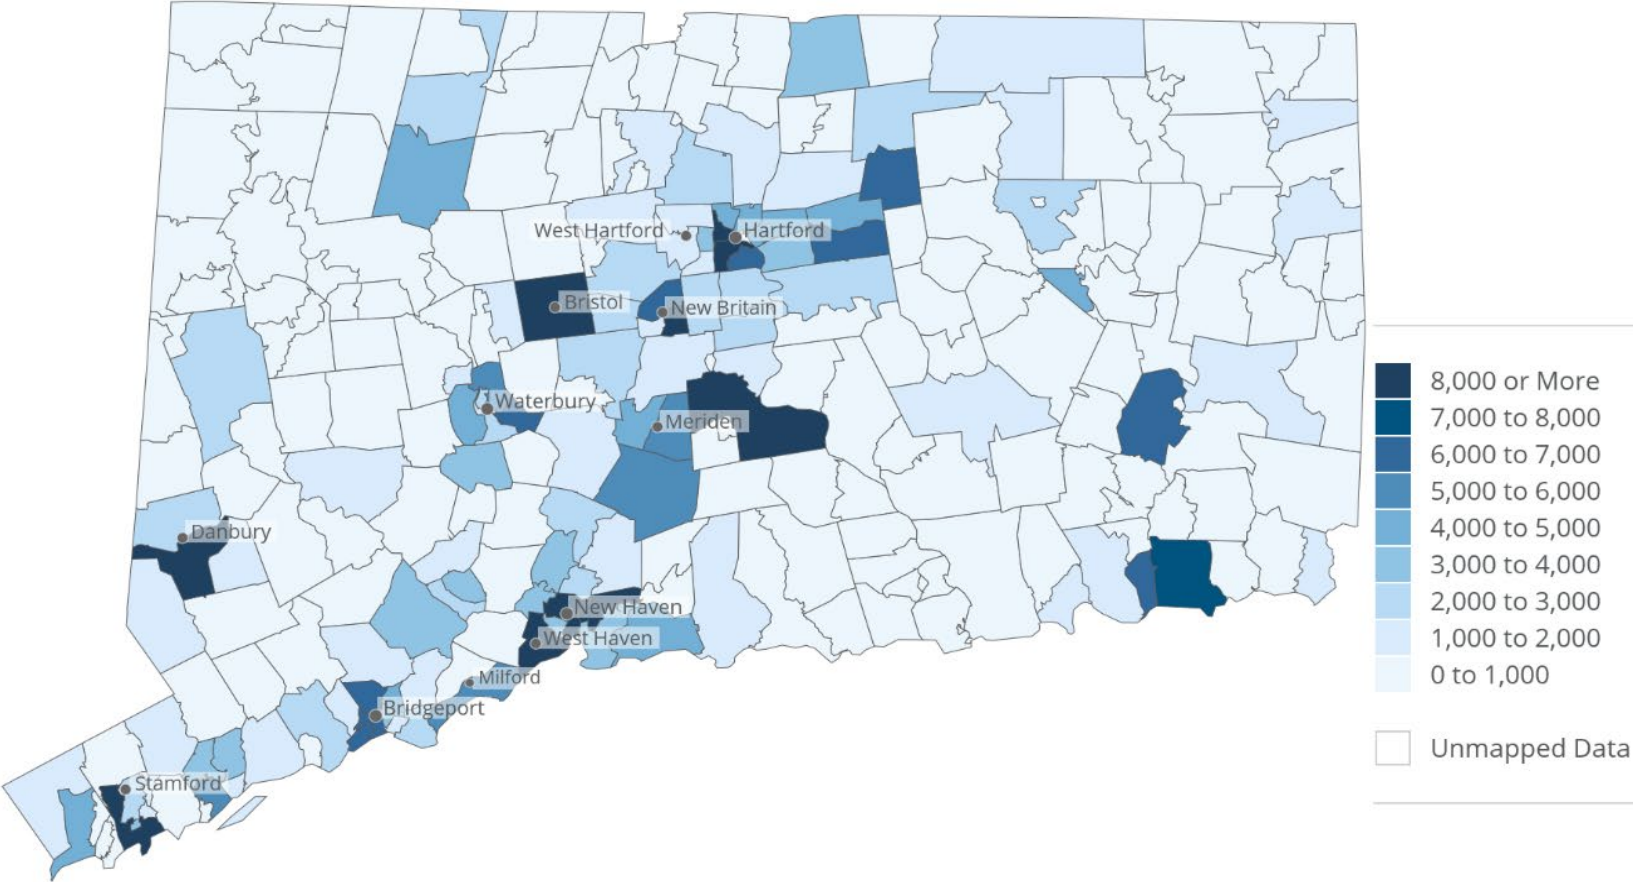 West Hartford
Hartford
Bristol
New Britain
Waterbury
Meriden
Danbury
New Haven
West Haven
Milford
Bridgeport
Stamford
8,000 or More
7,000 to 8,000
6,000 to 7,000
5,000 to 6,000
4,000 to 5,000
3,000 to 4,000
2,000 to 3,000
1,000 to 2,000
0 to 1,000
Unmapped Data